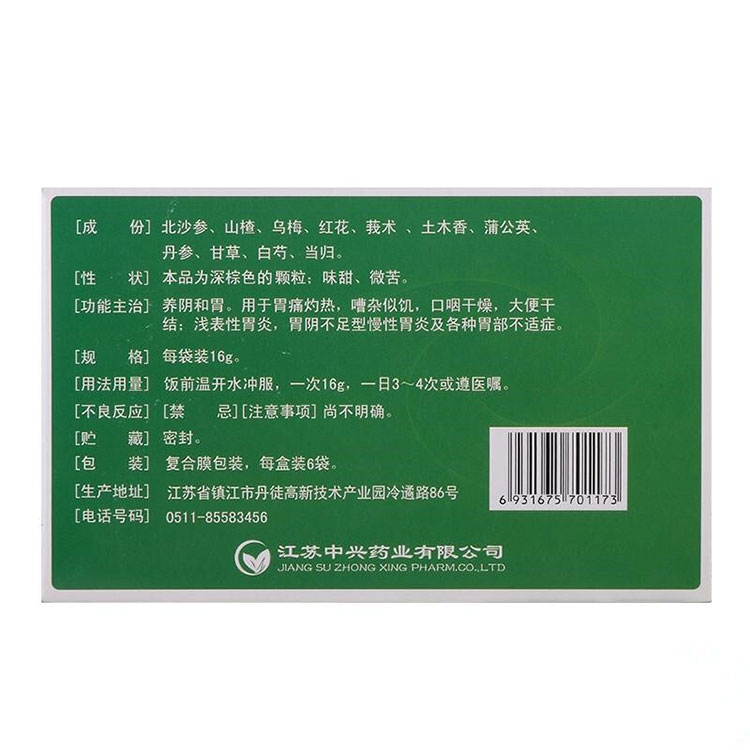 [成　份] 北沙参、山楂、乌梅、红花、莪术 、土木香、蒲公英、
丹参、甘草、白芍、当归。
[性　状] 本品为深棕色的颗粒；味甜、微苦。
[功能主治] 养阴和胃。用于胃痛灼热，嘈杂似饥，口咽干燥，大便干
结；浅表性胃炎，胃阴不足型慢性胃炎及各种胃部不适症。
[规　格] 每袋装16g。
[用法用量] 饭前温开水冲服，一次16g，一日3～4次或遵医嘱。
[不良反应] [禁　忌] [注意事项] 尚不明确。
[贮　藏] 密封。
[包　装] 复合膜包装，每盒装6袋。
[生产地址] 江苏省镇江市丹徒高新技术产业园冷遹路86号
[电话号码] 0511-85583456
6 931675 701173
江苏中兴药业有限公司
JIANG SU ZHONG XING PHARM.CO.,LTD